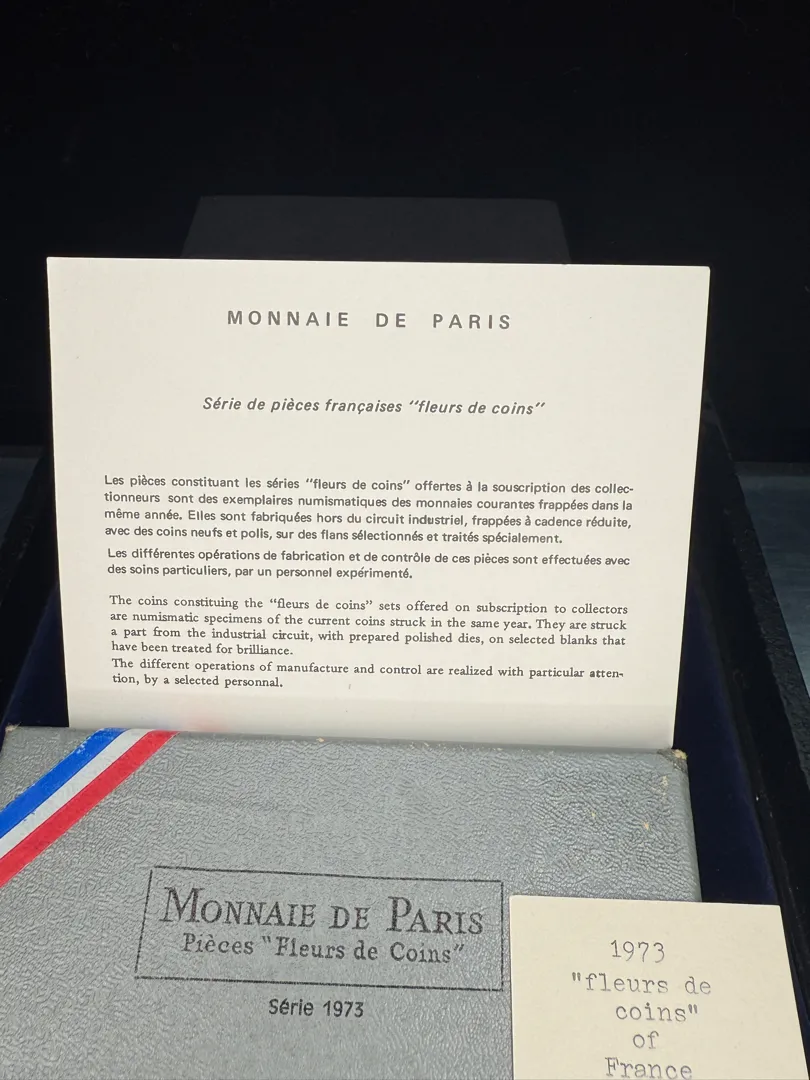 MONNAIE DE PARIS
Série de pièces françaises "fleurs de coins"
Les pièces constituant les séries "fleurs de coins" offertes à la souscription des collec-
tionneurs sont des exemplaires numismatiques des monnaies courantes frappées dans la
même année. Elles sont fabriquées hors du circuit industriel, frappées à cadence réduite,
avec des coins neufs et polis, sur des flans sélectionnés et traités spécialement.
Les différentes opérations de fabrication et de contrôle de ces pièces sont effectuées avec
des soins particuliers, par un personnel expérimenté.
The coins constituing the "fleurs de coins" sets offered on subscription to collectors
are numismatic specimens of the current coins struck in the same year. They are struck
a part from the industrial circuit, with prepared polished dies, on selected blanks that
have been treated for brilliance.
The different operations of manufacture and control are realized with particular atten-
tion, by a selected personnal.
MONNAIE DE PARIS
Pièces "Fleurs de Coins"
Série 1973
1973
"fleurs de
coins"
of
France